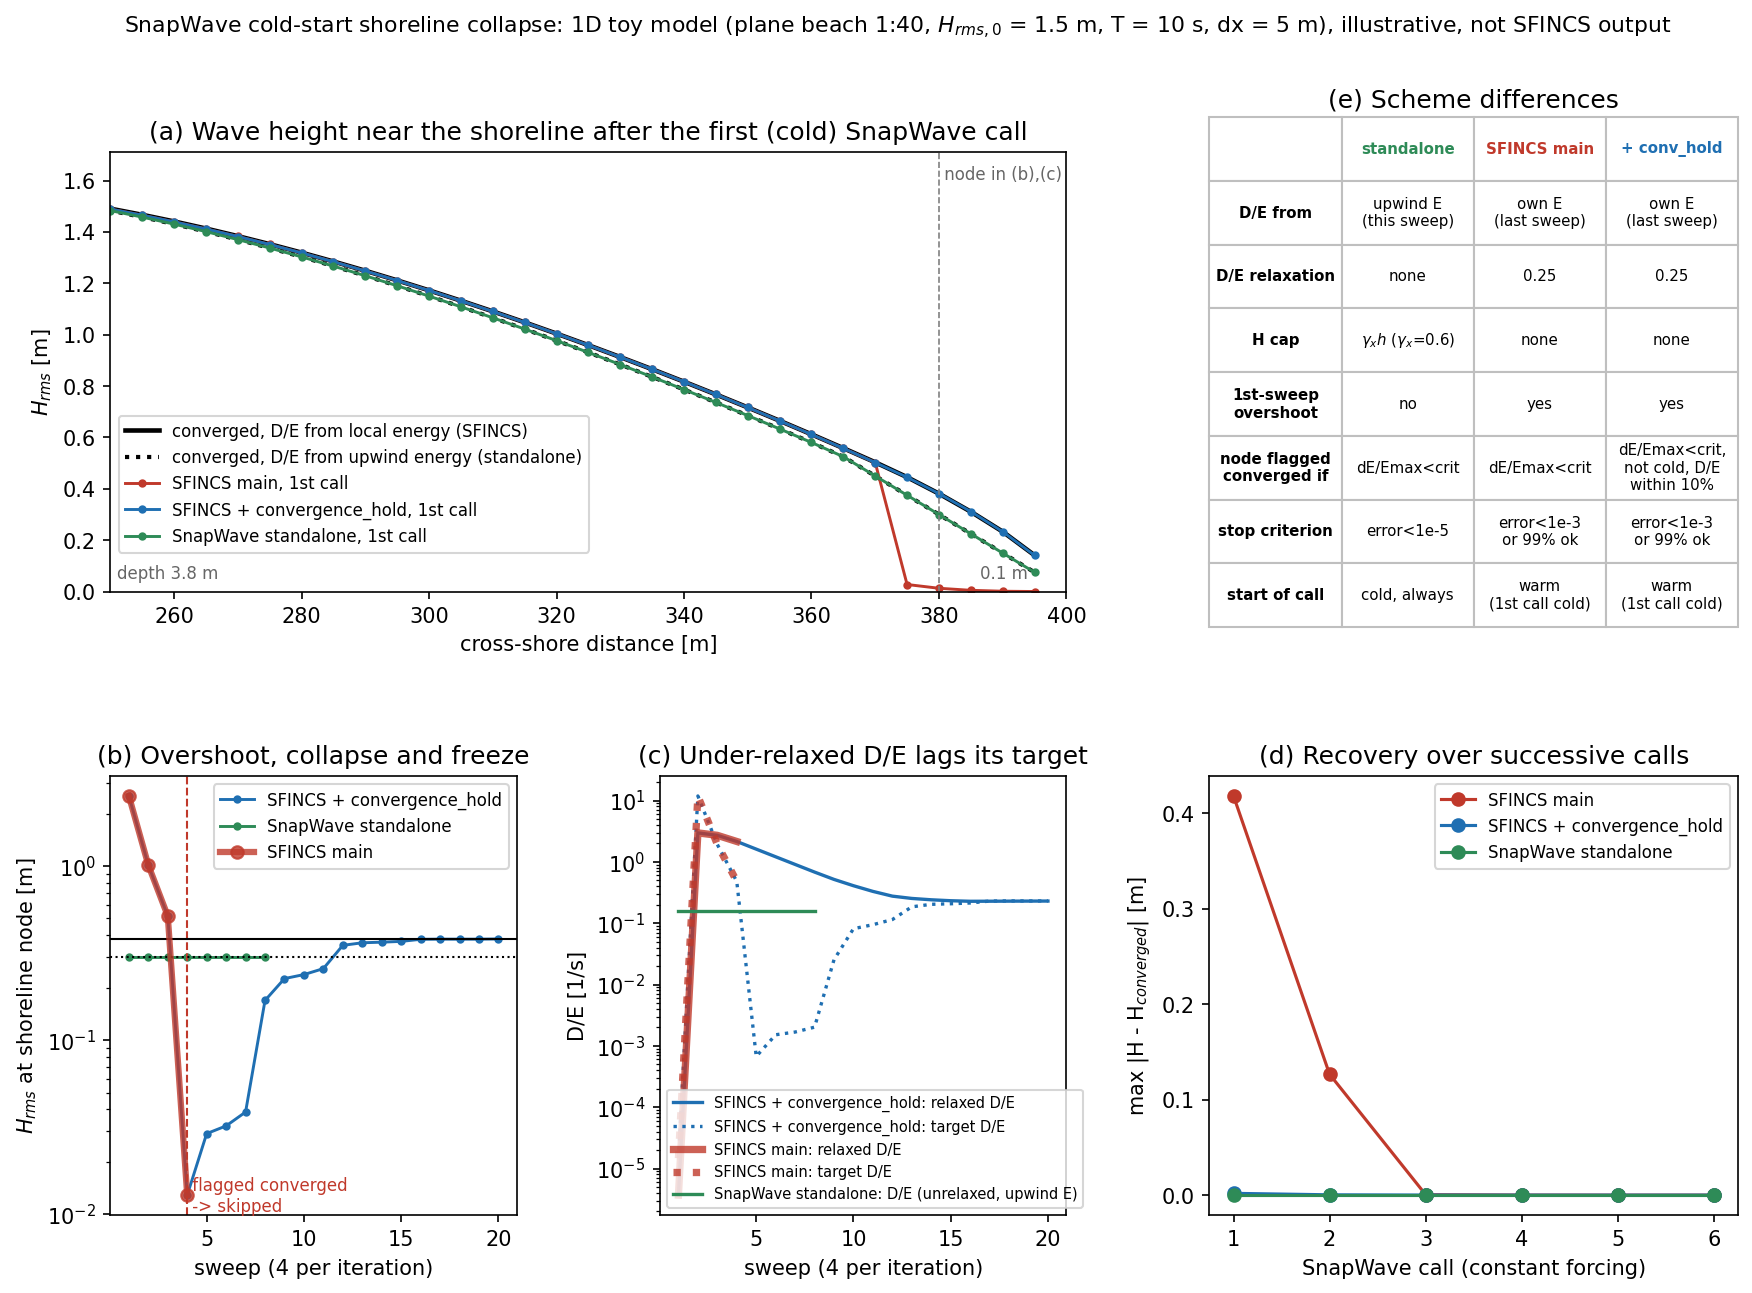 SnapWave cold-start shoreline collapse: 1D toy model (plane beach 1:40, H_rms,0 = 1.5 m, T = 10 s, dx = 5 m), illustrative, not SFINCS output
(a) Wave height near the shoreline after the first (cold) SnapWave call
node in (b),(c)
H_rms [m]
1.6
1.4
1.2
1.0
0.8
0.6
0.4
0.2
0.0
converged, D/E from local energy (SFINCS)
converged, D/E from upwind energy (standalone)
SFINCS main, 1st call
SFINCS + convergence_hold, 1st call
SnapWave standalone, 1st call
depth 3.8 m
0.1 m
260 280 300 320 340 360 380 400
cross-shore distance [m]
(e) Scheme differences
standalone SFINCS main + conv_hold
D/E from
upwind E
(this sweep)
own E
(last sweep)
own E
(last sweep)
D/E relaxation none 0.25 0.25
H cap γₓh (γₓ=0.6) none none
1st-sweep
overshoot
no yes yes
node flagged
converged if
dE/Emax<crit
dE/Emax<crit
dE/Emax<crit,
not cold, D/E
within 10%
stop criterion
error<1e-5
error<1e-3
or 99% ok
error<1e-3
or 99% ok
start of call
cold, always
warm
(1st call cold)
warm
(1st call cold)
(b) Overshoot, collapse and freeze
H_rms at shoreline node [m]
10⁰
10⁻¹
10⁻²
SFINCS + convergence_hold
SnapWave standalone
SFINCS main
flagged converged
-> skipped
5 10 15 20
sweep (4 per iteration)
(c) Under-relaxed D/E lags its target
D/E [1/s]
10¹
10⁰
10⁻¹
10⁻²
10⁻³
10⁻⁴
10⁻⁵
SFINCS + convergence_hold: relaxed D/E
SFINCS + convergence_hold: target D/E
SFINCS main: relaxed D/E
SFINCS main: target D/E
SnapWave standalone: D/E (unrelaxed, upwind E)
5 10 15 20
sweep (4 per iteration)
(d) Recovery over successive calls
max |H - H_converged| [m]
0.4
0.3
0.2
0.1
0.0
SFINCS main
SFINCS + convergence_hold
SnapWave standalone
1 2 3 4 5 6
SnapWave call (constant forcing)